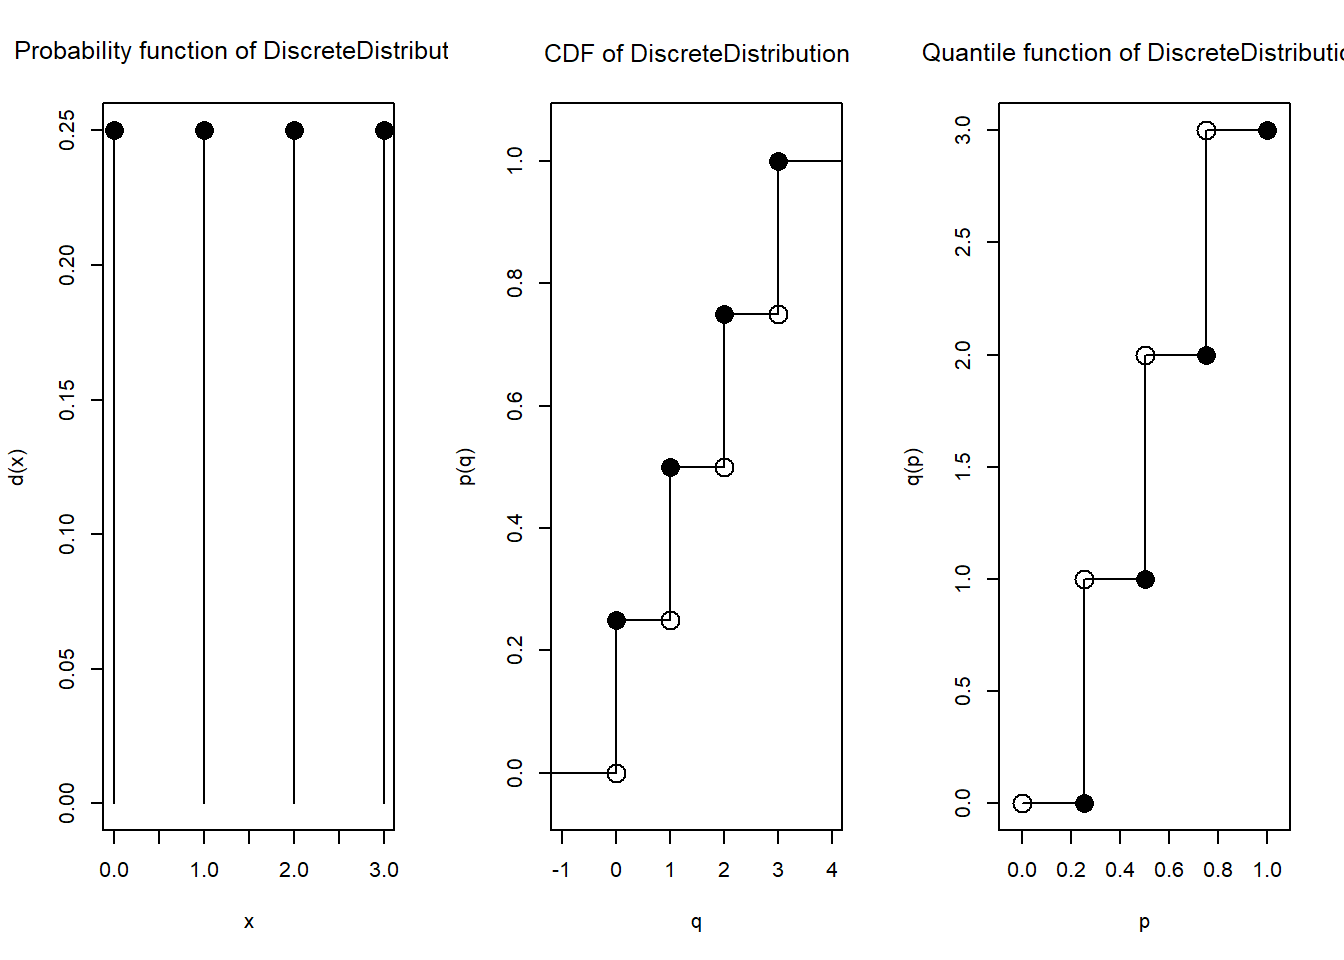 Probability function of DiscreteDistribut
d(x)
0.25
0.20
0.15
0.10
0.05
0.00
0.0 1.0 2.0 3.0
x
CDF of DiscreteDistribution
p(q)
1.0
0.8
0.6
0.4
0.2
0.0
-1 0 1 2 3 4
q
Quantile function of DiscreteDistributio
q(p)
3.0
2.5
2.0
1.5
1.0
0.5
0.0
0.0 0.2 0.4 0.6 0.8 1.0
p